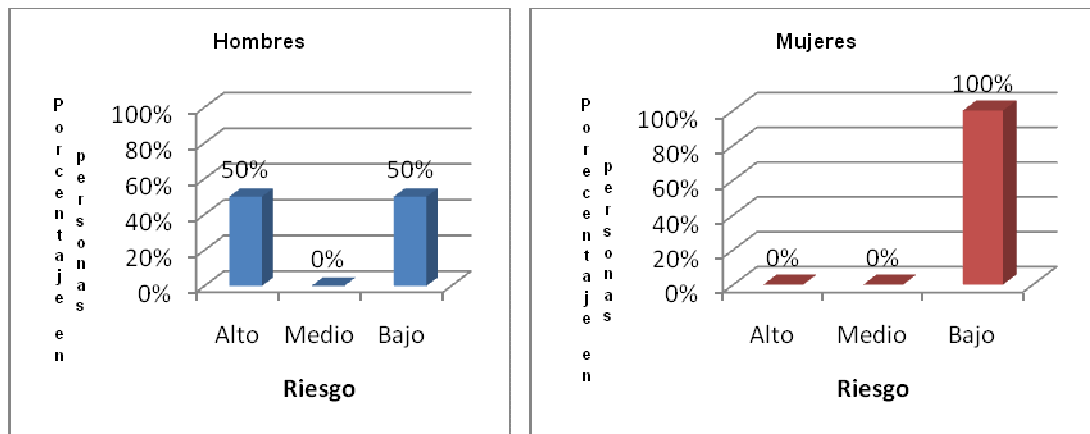 Hombres
Porcentaje en
personas
100%
80%
60%
40%
20%
0%
50%
0%
50%
Alto Medio Bajo
Riesgo
Mujeres
Porecentaje en
personas
100%
80%
60%
40%
20%
0%
0%
0%
100%
Alto Medio Bajo
Riesgo